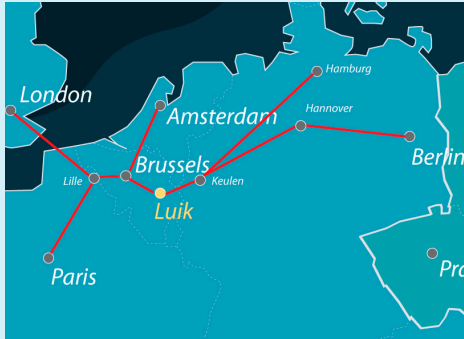 Hamburg
London
Hannover
Amsterdam
Berlin
Brussels
Lille
Keulen
Luik
Paris